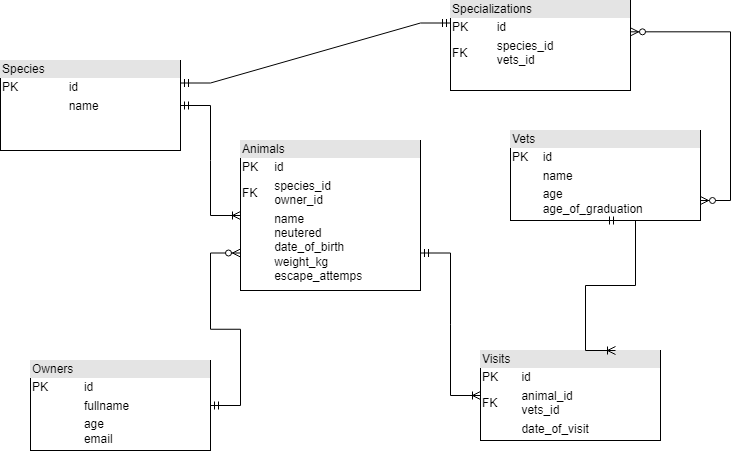 Specializations
PK id
FK species_id
vets_id
Species
PK id
name
Animals
PK id
FK species_id
owner_id
name
neutered
date_of_birth
weight_kg
escape_attemps
Vets
PK id
name
age
age_of_graduation
Owners
PK id
fullname
age
email
Visits
PK id
FK animal_id
vets_id
date_of_visit